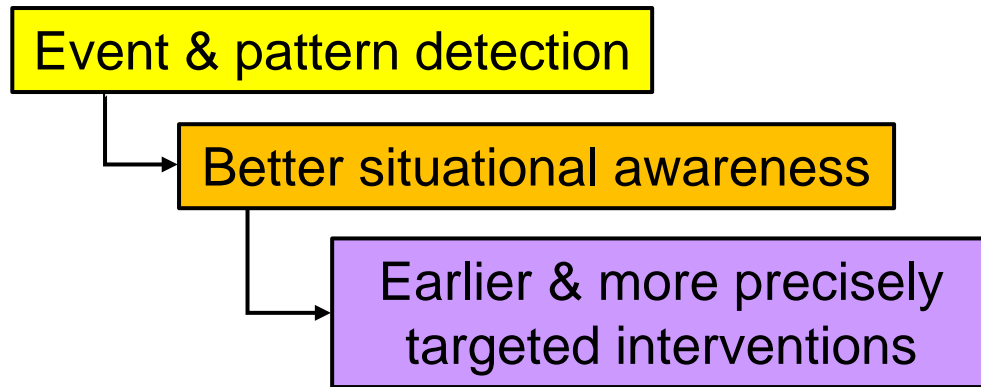 Event & pattern detection
Better situational awareness
Earlier & more precisely
targeted interventions